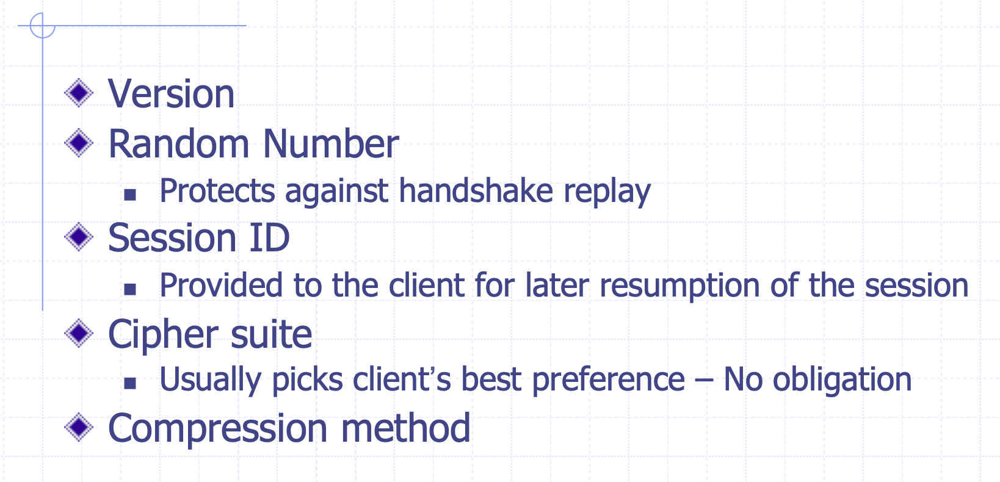 Version
Random Number
Protects against handshake replay
Session ID
Provided to the client for later resumption of the session
Cipher suite
Usually picks client’s best preference – No obligation
Compression method